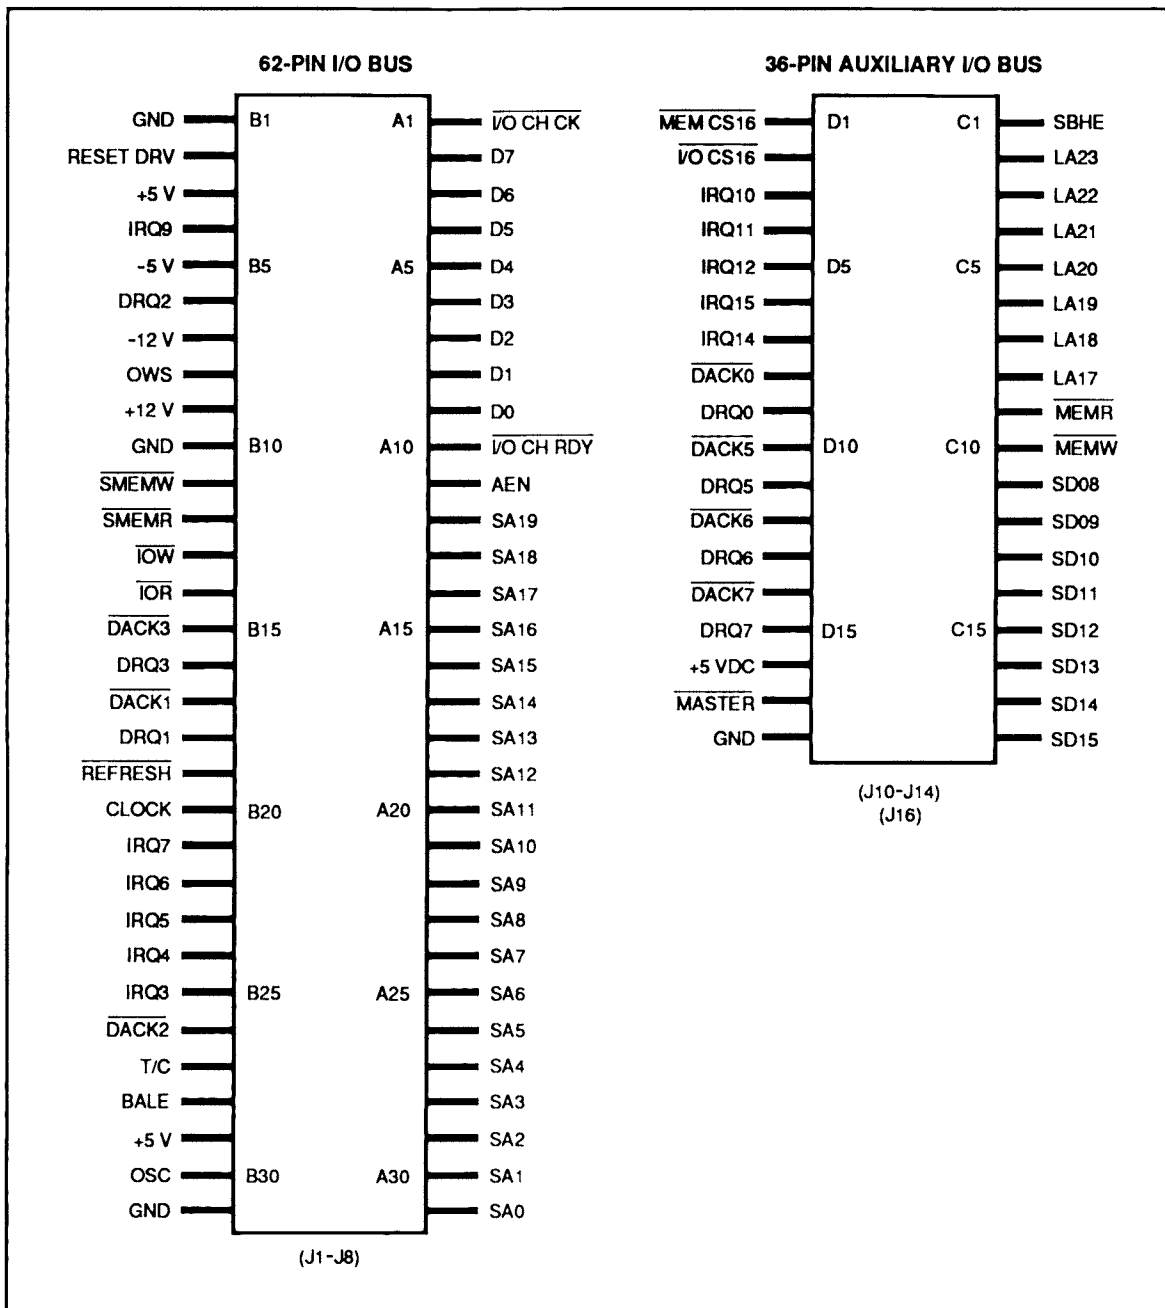 62-PIN I/O BUS
GND B1 A1 I/O CH CK
RESET DRV D7
+5 V D6
IRQ9 D5
-5 V B5 A5 D4
DRQ2 D3
-12 V D2
OWS D1
+12 V D0
GND B10 A10 I/O CH RDY
SMEMW AEN
SMEMR SA19
IOW SA18
IOR SA17
DACK3 B15 A15 SA16
DRQ3 SA15
DACK1 SA14
DRQ1 SA13
REFRESH SA12
CLOCK B20 A20 SA11
IRQ7 SA10
IRQ6 SA9
IRQ5 SA8
IRQ4 SA7
IRQ3 B25 A25 SA6
DACK2 SA5
T/C SA4
BALE SA3
+5 V SA2
OSC B30 A30 SA1
GND SA0
(J1-J8)
36-PIN AUXILIARY I/O BUS
MEM CS16 D1 C1 SBHE
I/O CS16 LA23
IRQ10 LA22
IRQ11 LA21
IRQ12 D5 C5 LA20
IRQ15 LA19
IRQ14 LA18
DACK0 LA17
DRQ0 MEMR
DACK5 D10 C10 MEMW
DRQ5 SD08
DACK6 SD09
DRQ6 SD10
DACK7 SD11
DRQ7 D15 C15 SD12
+5 VDC SD13
MASTER SD14
GND SD15
(J10-J14)
(J16)